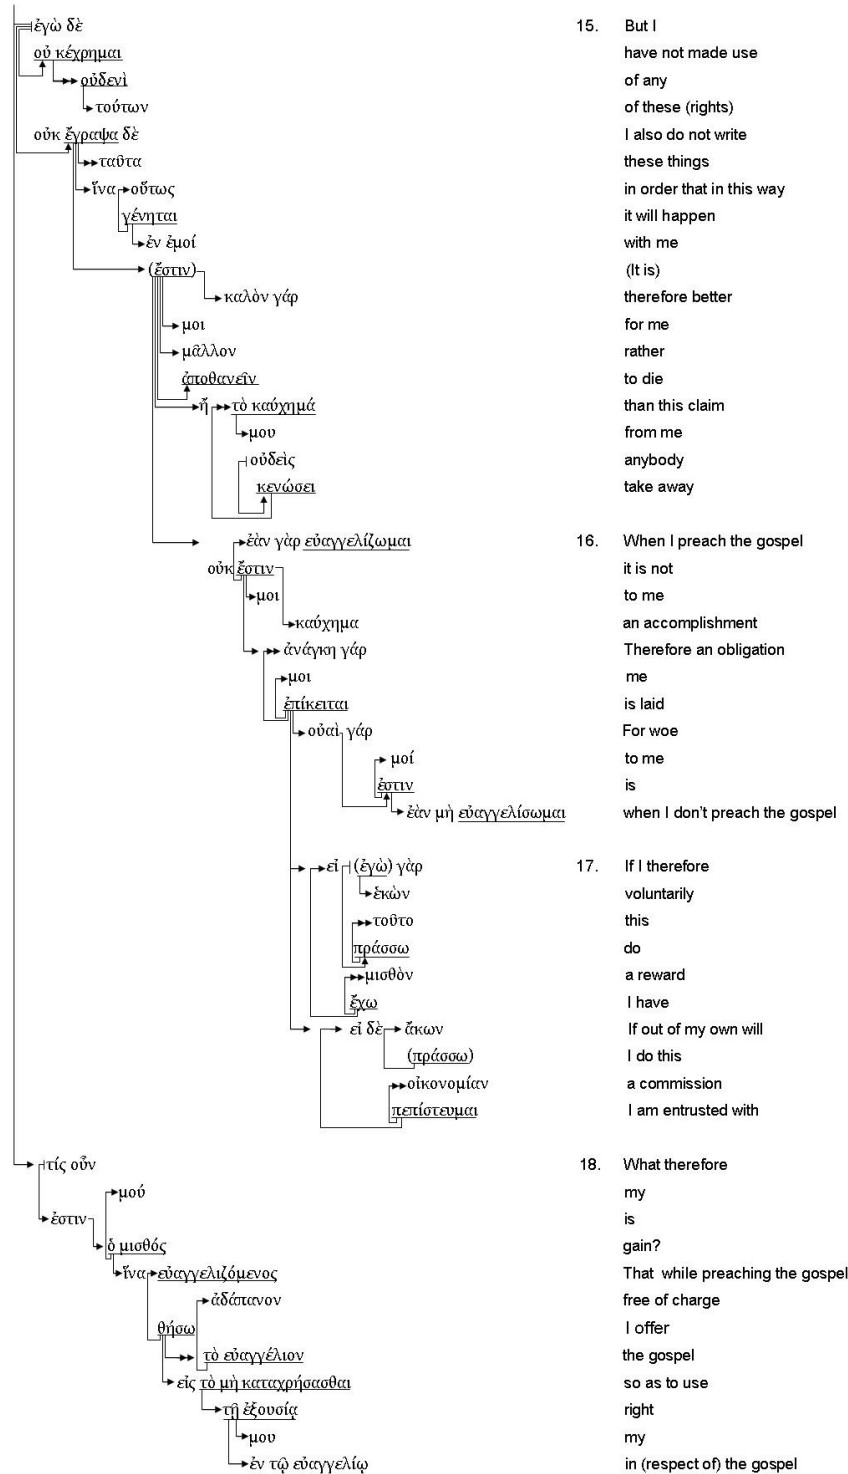 ἐγὼ δὲ 15. But I
οὐ κέχρημαι have not made use
οὐδενὶ of any
τούτων of these (rights)
οὐκ ἔγραψα δὲ I also do not write
ταῦτα these things
ἵνα οὕτως in order that in this way
γένηται it will happen
ἐν ἐμοί with me
(ἔστιν) (It is)
καλὸν γάρ therefore better
μοι for me
μᾶλλον rather
ἀποθανεῖν to die
ἤ τὸ καύχημά than this claim
μου from me
οὐδεὶς anybody
κενώσει take away
ἐὰν γὰρ εὐαγγελίζωμαι 16. When I preach the gospel
οὐκ ἔστιν it is not
μοι to me
καύχημα an accomplishment
ἀνάγκη γάρ Therefore an obligation
μοι me
ἐπίκειται is laid
οὐαὶ γάρ For woe
μοί to me
ἐστιν is
ἐὰν μὴ εὐαγγελίσωμαι when I don't preach the gospel
εἰ (ἐγὼ) γὰρ 17. If I therefore
ἑκὼν voluntarily
τοῦτο this
πράσσω do
μισθὸν a reward
ἔχω I have
εἰ δὲ ἄκων If out of my own will
(πράσσω) I do this
οἰκονομίαν a commission
πεπίστευμαι I am entrusted with
τίς οὖν 18. What therefore
μού my
ἐστιν is
ὁ μισθός gain?
ἵνα εὐαγγελιζόμενος That while preaching the gospel
ἀδάπανον free of charge
θήσω I offer
τὸ εὐαγγέλιον the gospel
εἰς τὸ μὴ καταχρήσασθαι so as to use
τῇ ἐξουσίᾳ right
μου my
ἐν τῷ εὐαγγελίῳ in (respect of) the gospel